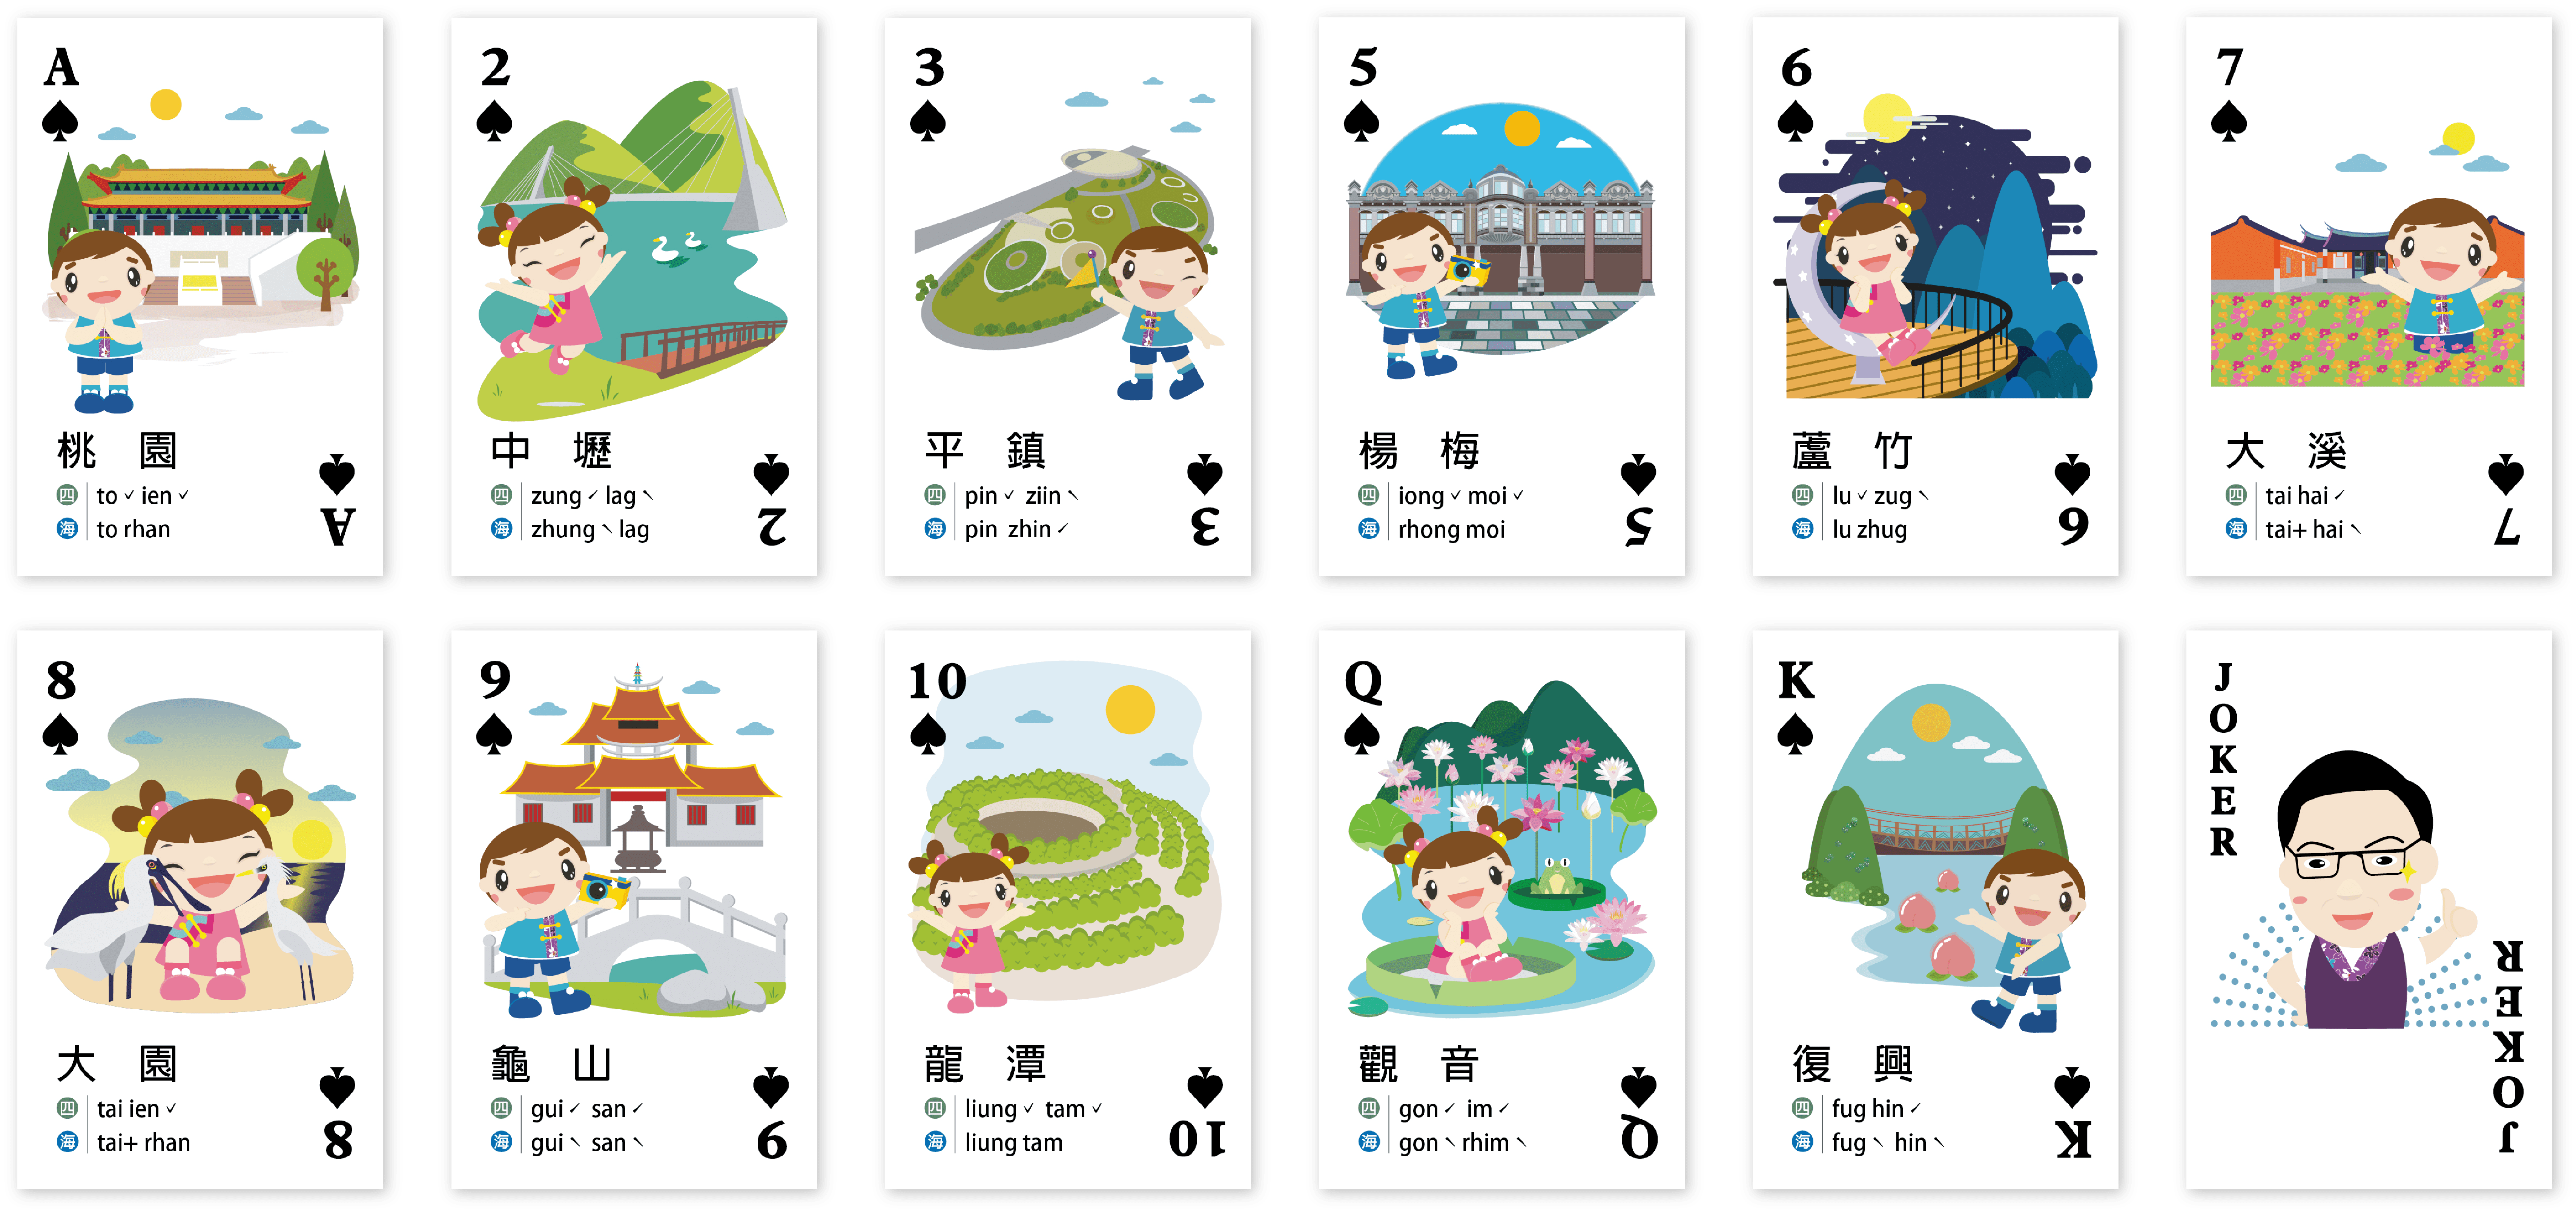 A
桃 園
四 to ˇ ien ˇ
海 to rhan
A
2
中 壢
四 zung ˊ lag ˋ
海 zhung ˋ lag
2
3
平 鎮
四 pin ˇ ziin ˋ
海 pin zhin ˊ
3
5
楊 梅
四 iong ˇ moi ˇ
海 rhong moi
5
6
蘆 竹
四 lu ˇ zug ˋ
海 lu zhug
6
7
大 溪
四 tai hai ˊ
海 tai+ hai ˋ
7
8
大 園
四 tai ien ˇ
海 tai+ rhan
8
9
龜 山
四 gui ˊ san ˊ
海 gui ˋ san ˋ
9
10
龍 潭
四 liung ˇ tam ˇ
海 liung tam
10
Q
觀 音
四 gon ˊ im ˊ
海 gon ˋ rhim ˋ
Q
K
復 興
四 fug hin ˊ
海 fug ˋ hin ˋ
K
JOKER
JOKER